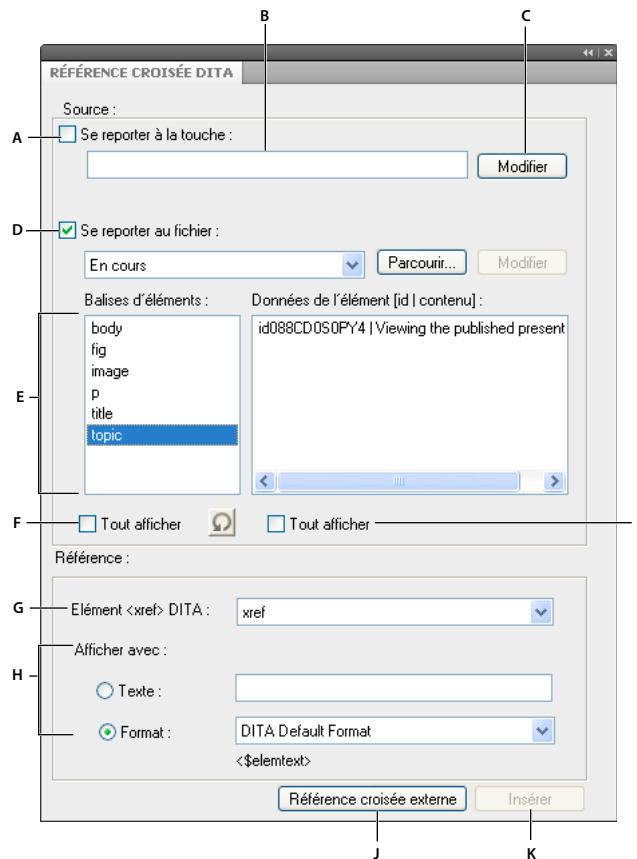 B
C
RÉFÉRENCE CROISÉE DITA
Source :
A
Se reporter à la touche :
Modifier
D
Se reporter au fichier :
En cours
Parcourir...
Modifier
Balises d'éléments :
Données de l'élément [id | contenu] :
E
body
fig
image
p
title
topic
id088CD0S0PY4 | Viewing the published present
F
Tout afficher
Tout afficher
Référence :
G
Elément <xref> DITA :
xref
H
Afficher avec :
Texte :
Format :
DITA Default Format
<$elemtext>
Référence croisée externe
Insérer
J
K